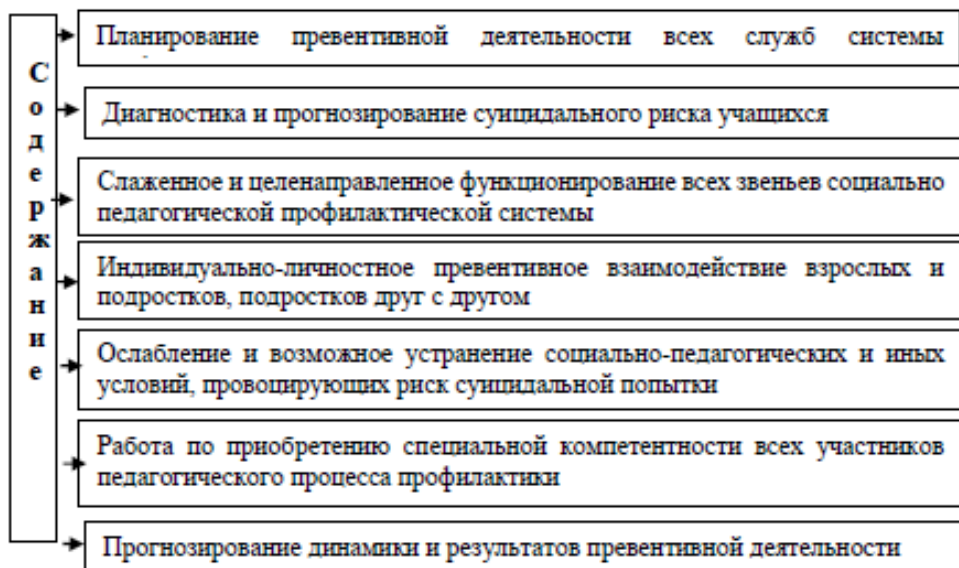 Содержание
Планирование превентивной деятельности всех служб системы
Диагностика и прогнозирование суицидального риска учащихся
Слаженное и целенаправленное функционирование всех звеньев социально
педагогической профилактической системы
Индивидуально-личностное превентивное взаимодействие взрослых и
подростков, подростков друг с другом
Ослабление и возможное устранение социально-педагогических и иных
условий, провоцирующих риск суицидальной попытки
Работа по приобретению специальной компетентности всех участников
педагогического процесса профилактики
Прогнозирование динамики и результатов превентивной деятельности